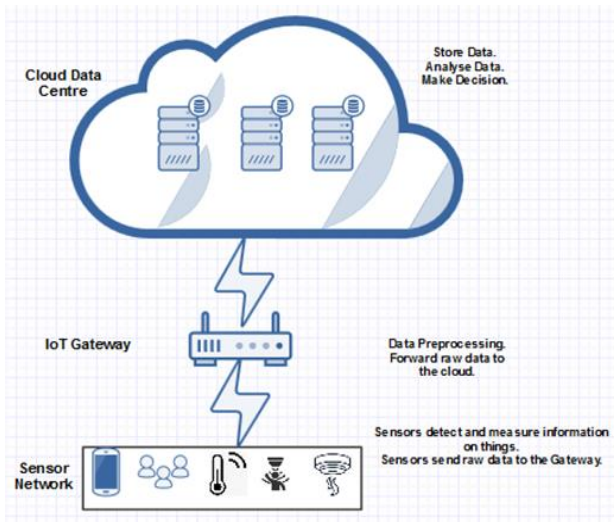 Cloud Data
Centre
Store Data.
Analyse Data.
Make Decision.
IoT Gateway
Data Preprocessing.
Forward raw data to
the cloud.
Sensor
Network
Sensors detect and measure information
on things.
Sensors send raw data to the Gateway.